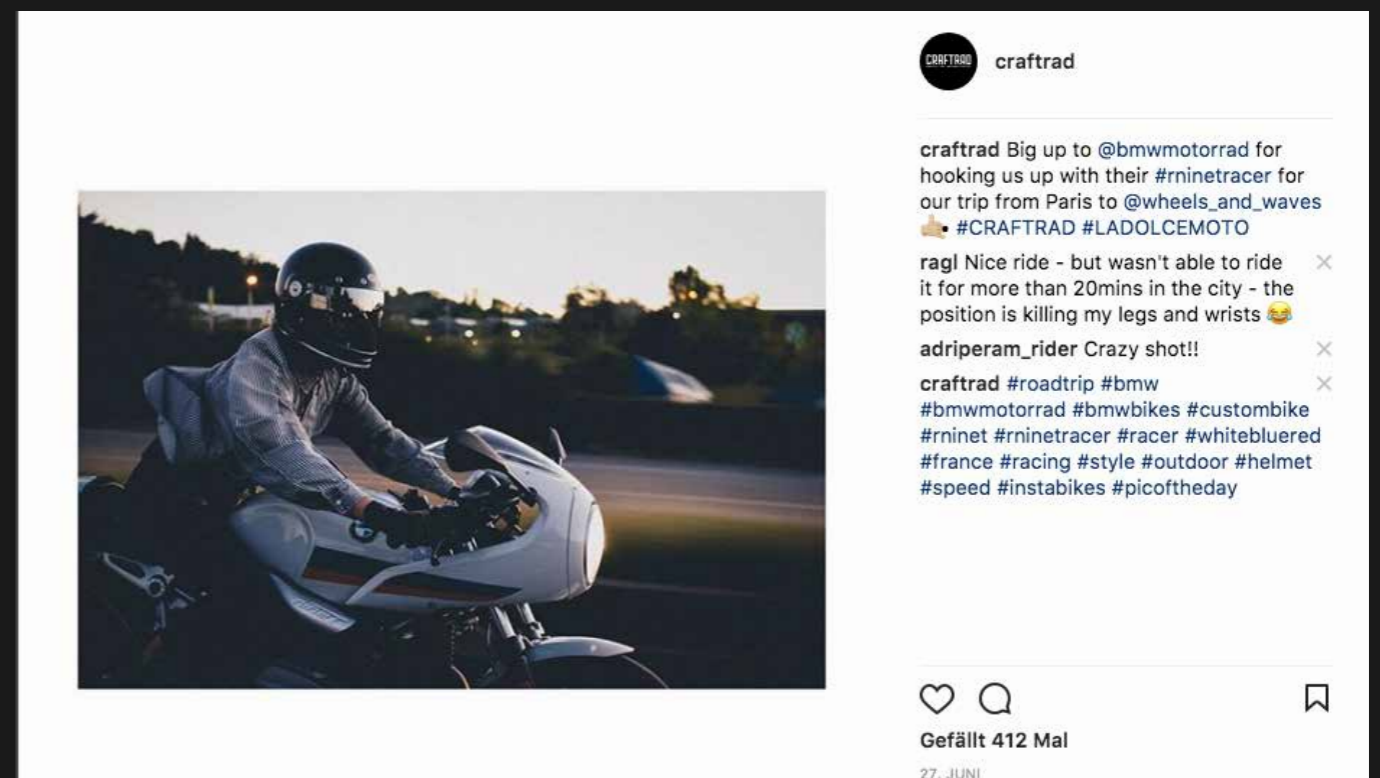 CRAFTRAD
craftrad
craftrad Big up to @bmwmotorrad for
hooking us up with their #rninetracer for
our trip from Paris to @wheels_and_waves
🤙🏼 #CRAFTRAD #LADOLCEMOTO
ragl Nice ride - but wasn't able to ride
it for more than 20mins in the city - the
position is killing my legs and wrists 😂
adriperam_rider Crazy shot!!
craftrad #roadtrip #bmw
#bmwmotorrad #bmwbikes #custombike
#rninet #rninetracer #racer #whitebluered
#france #racing #style #outdoor #helmet
#speed #instabikes #picoftheday
Gefällt 412 Mal
27. JUNI